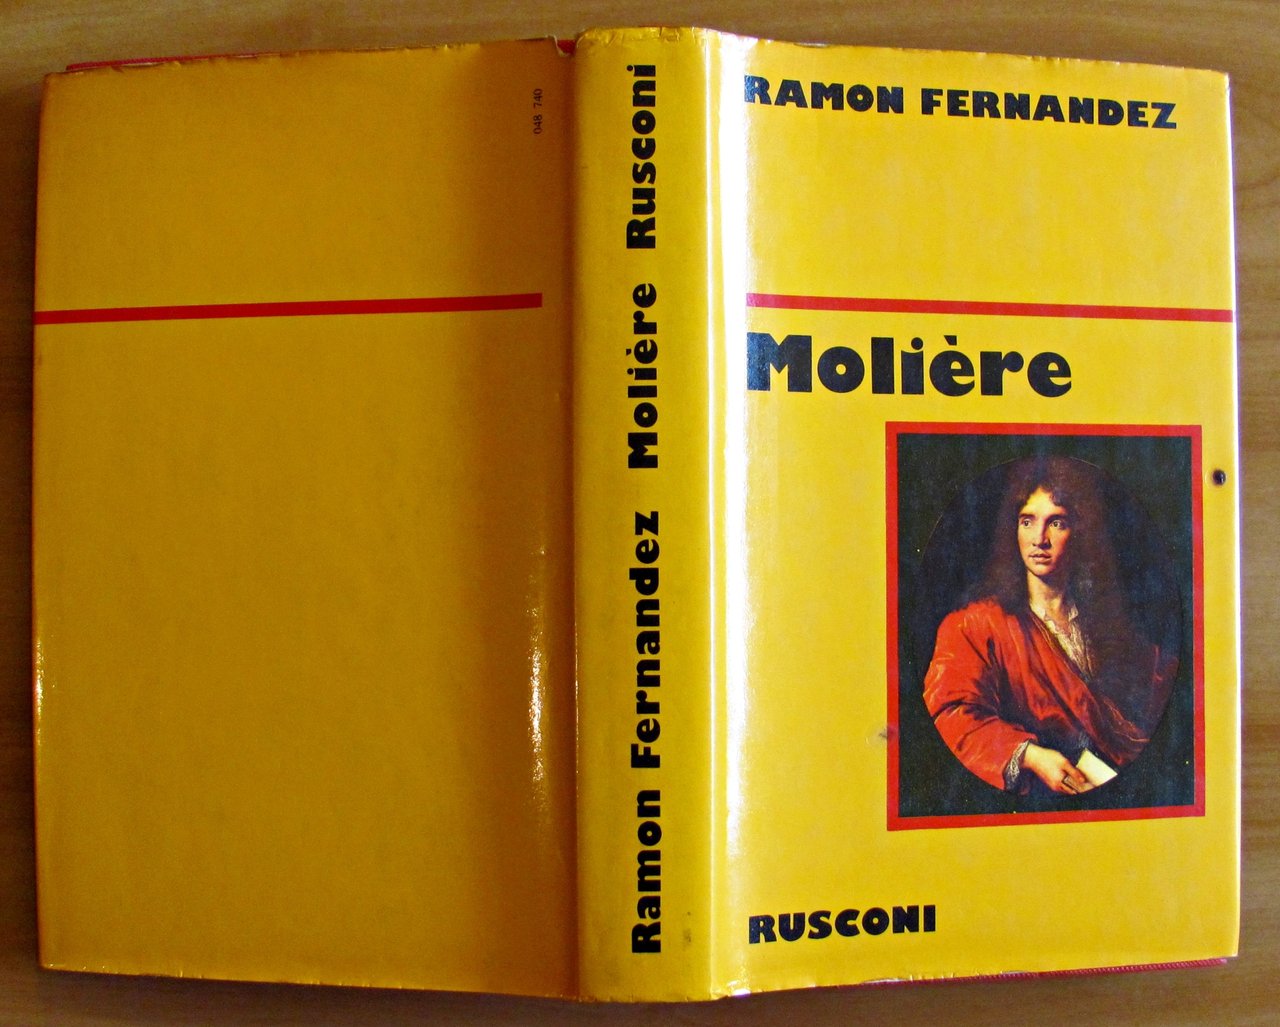 048 740
Ramon Fernandez Molière Rusconi
RAMON FERNANDEZ
Molière
RUSCONI